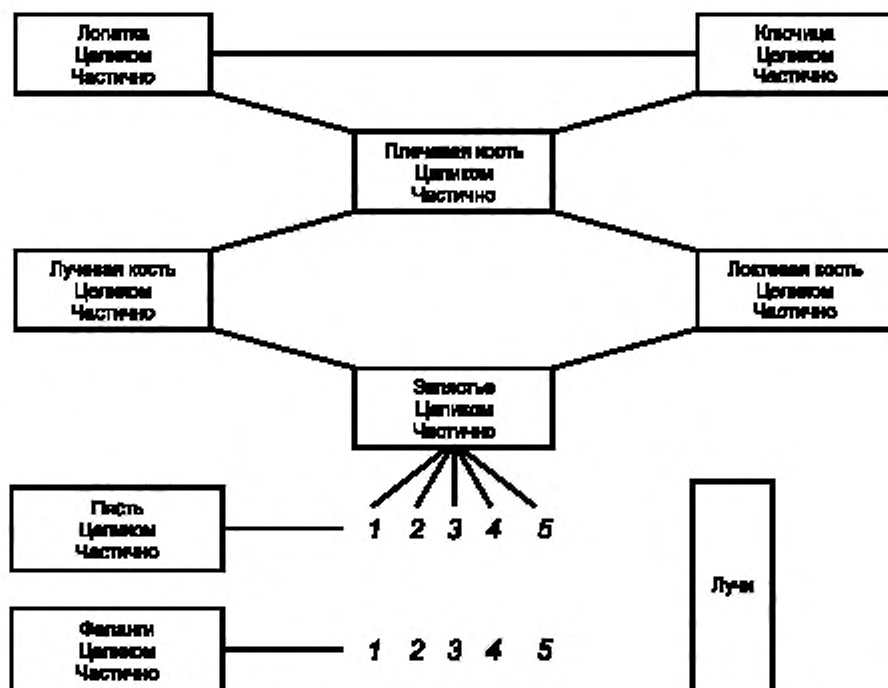 Лопатка
Целиком
Частично
Ключица
Целиком
Частично
Плечевая кость
Целиком
Частично
Лучевая кость
Целиком
Частично
Локтевая кость
Целиком
Частично
Запястье
Целиком
Частично
Пясть
Целиком
Частично
1 2 3 4 5
Лучи
Фаланги
Целиком
Частично
1 2 3 4 5